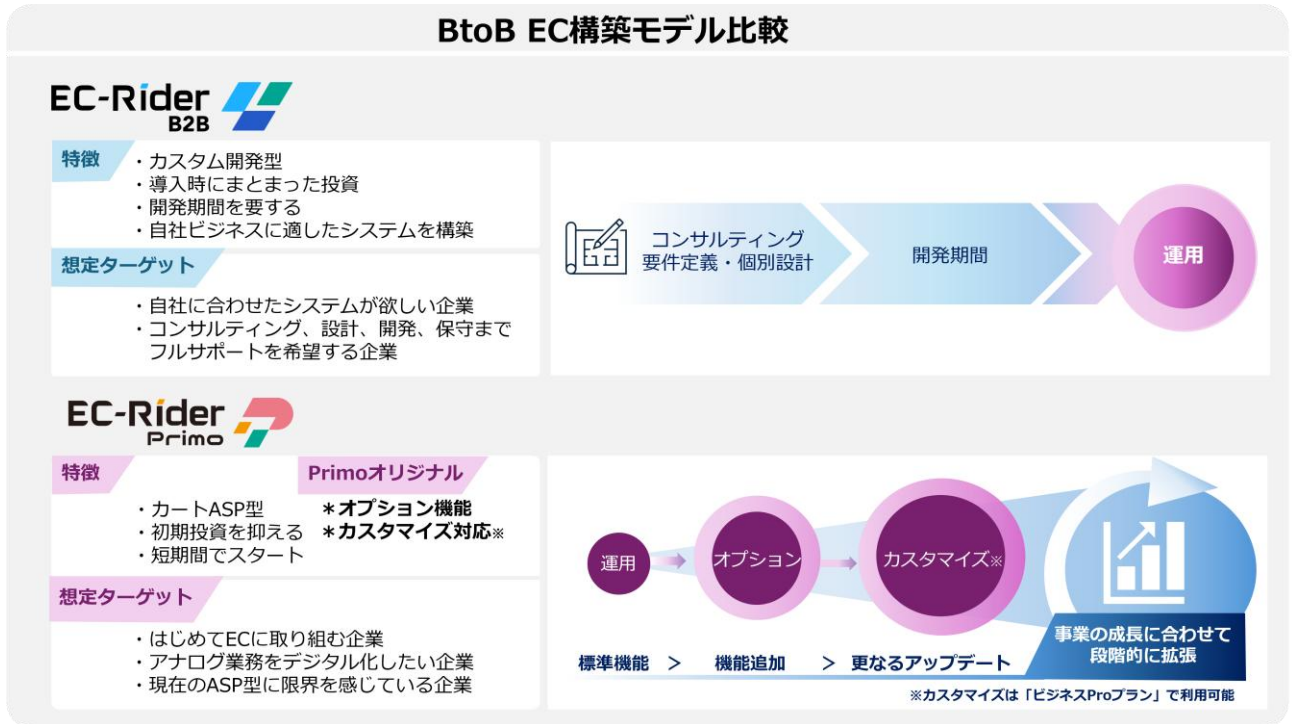 BtoB EC構築モデル比較
EC-Rider
B2B
特徴
・カスタム開発型
・導入時にまとまった投資
・開発期間を要する
・自社ビジネスに適したシステムを構築
想定ターゲット
・自社に合わせたシステムが欲しい企業
・コンサルティング、設計、開発、保守まで
フルサポートを希望する企業
コンサルティング
要件定義・個別設計
開発期間
運用
EC-Rider
Primo
特徴
・カートASP型
・初期投資を抑える
・短期間でスタート
Primoオリジナル
＊オプション機能
＊カスタマイズ対応※
想定ターゲット
・はじめてECに取り組む企業
・アナログ業務をデジタル化したい企業
・現在のASP型に限界を感じている企業
運用
オプション
カスタマイズ※
標準機能 > 機能追加 > 更なるアップデート
事業の成長に合わせて
段階的に拡張
※カスタマイズは「ビジネスProプラン」で利用可能